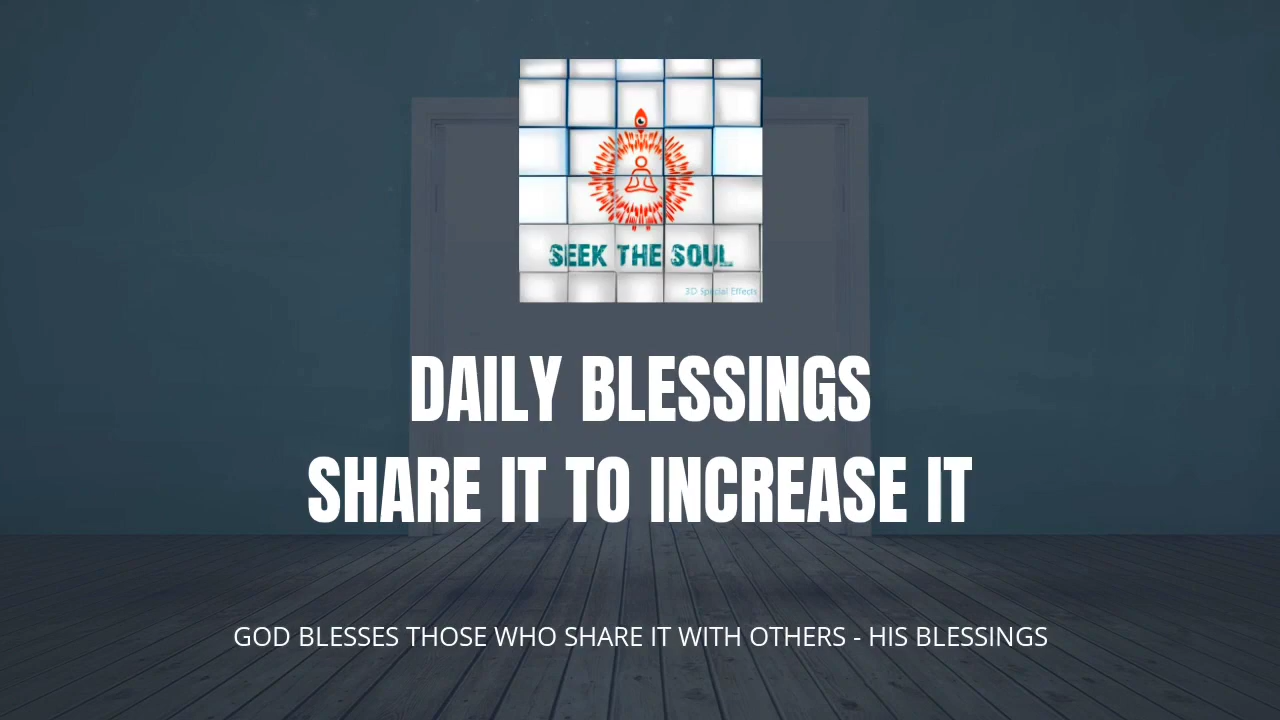 SEEK THE SOUL
3D Special Effects
DAILY BLESSINGS
SHARE IT TO INCREASE IT
GOD BLESSES THOSE WHO SHARE IT WITH OTHERS - HIS BLESSINGS